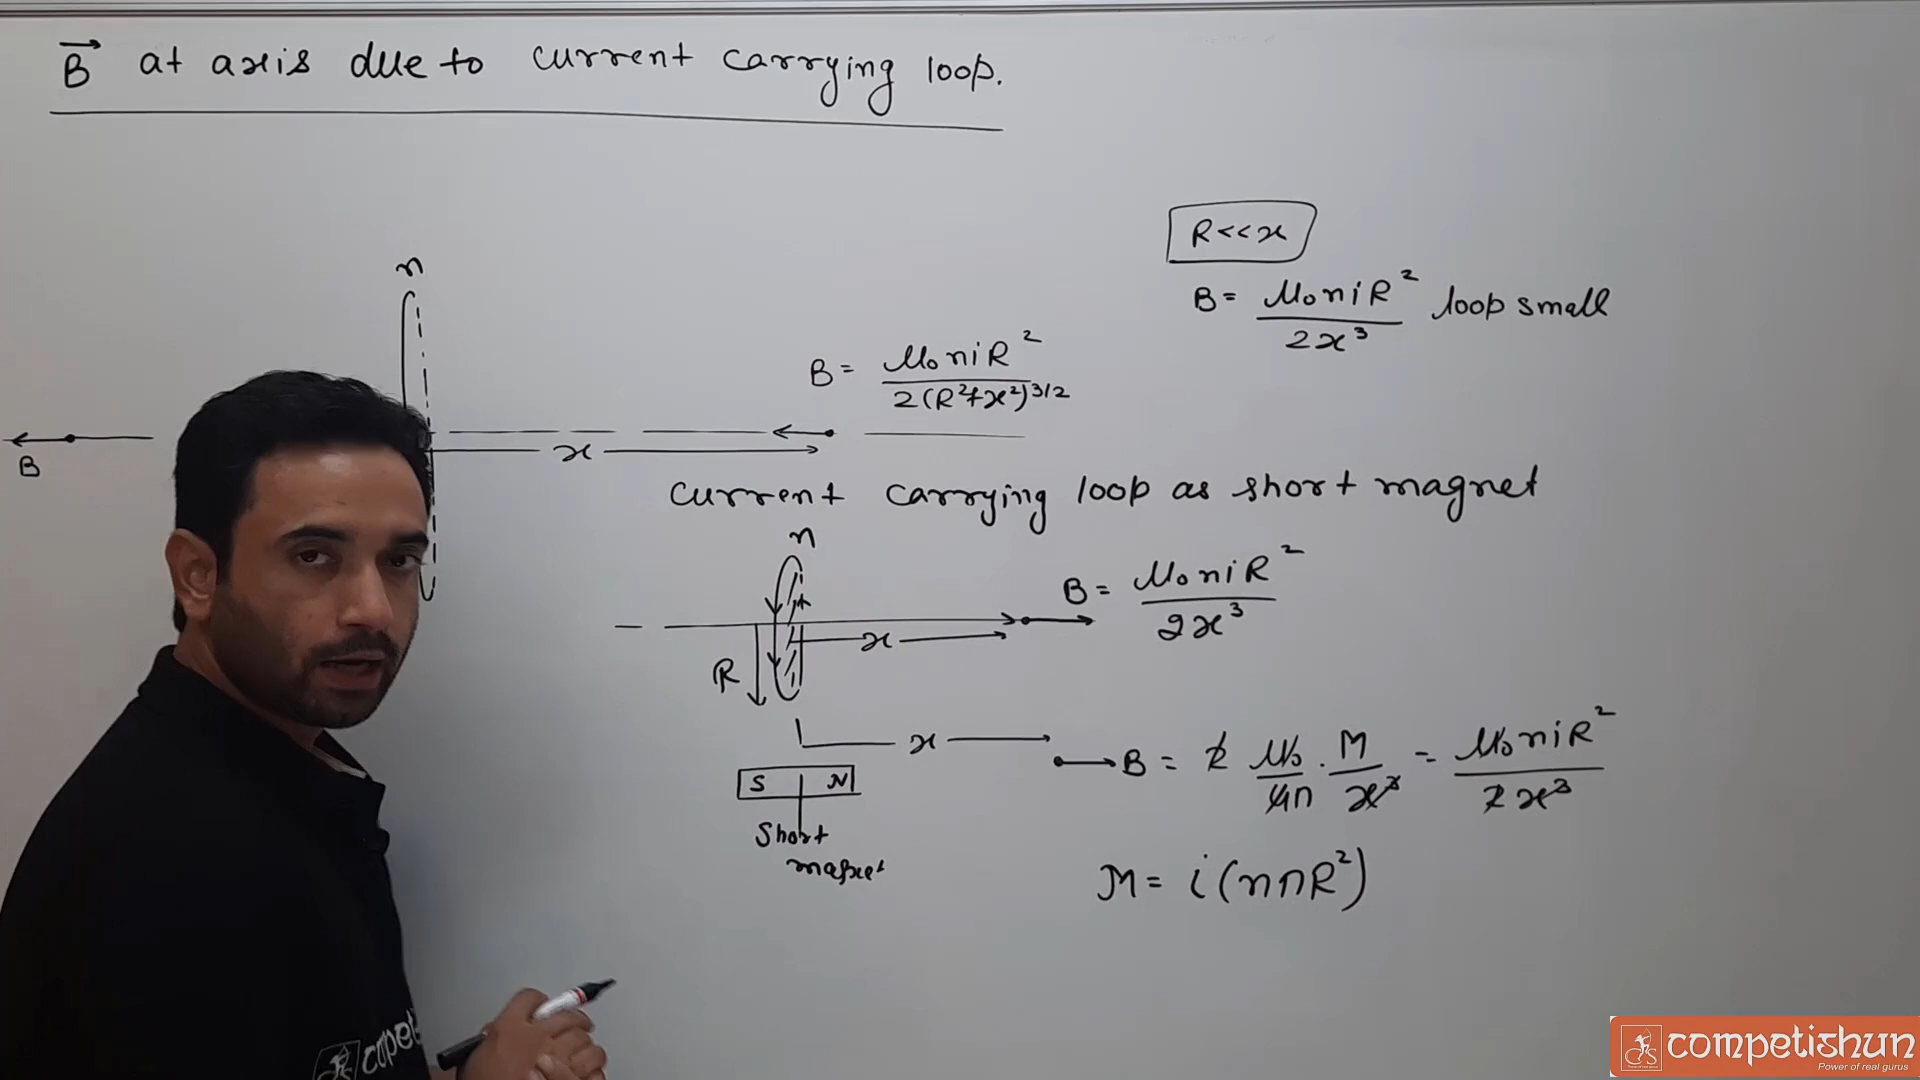 B⃗ at axis due to current carrying loop.
R<<x
B = μ₀niR² / 2x³ loop small
n
B = μ₀niR² / 2(R²+x²)^3/2
B
x
current carrying loop as short magnet
n
B = μ₀niR² / 2x³
x
R
x
B = 2 μ₀/4π . M/x³ = μ₀niR² / 2x³
S N
Short
magnet
M = i(nπR²)
competishun
Power of real gurus